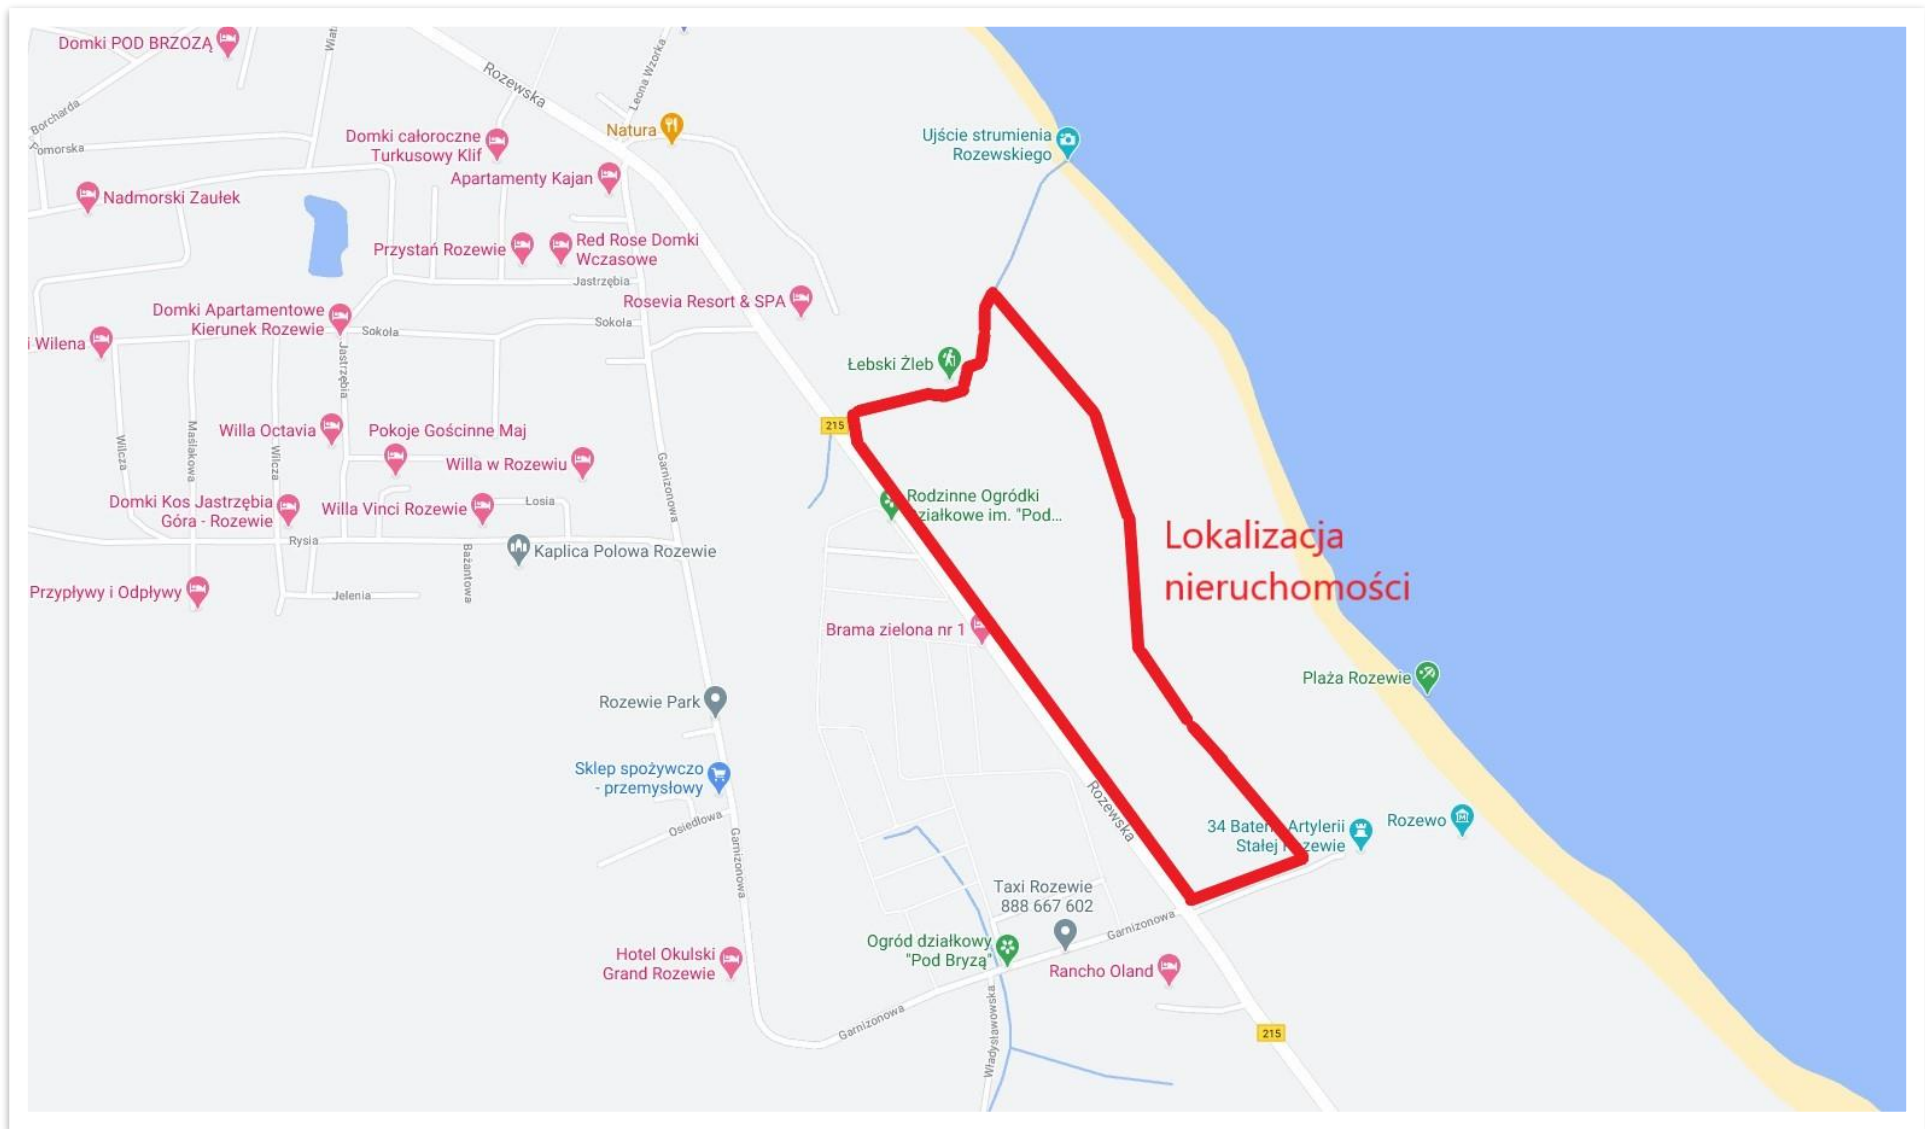 Domki POD BRZOZĄ
Rozewska
Leona Wzorka
Borcharda
Pomorska
Natura
Domki całoroczne
Turkusowy Klif
Apartamenty Kajan
Ujście strumienia
Rozewskiego
Nadmorski Zaułek
Przystań Rozewie
Red Rose Domki
Wczasowe
Jastrzębia
Rosevia Resort & SPA
Domki Apartamentowe
Kierunek Rozewie
Sokoła
Sokoła
i Wilena
Jastrzębia
Łebski Żleb
215
Willa Octavia
Pokoje Gościnne Maj
Willa w Rozewiu
Wilcza
Maślakowa
Wilcza
Garnizonowa
Domki Kos Jastrzębia
Góra - Rozewie
Willa Vinci Rozewie
Łosia
Rodzinne Ogródki
Działkowe im. "Pod...
Rysia
Kaplica Polowa Rozewie
Lokalizacja
nieruchomości
Bażantowa
Przypływy i Odpływy
Jelenia
Brama zielona nr 1
Plaża Rozewie
Rozewie Park
Sklep spożywczo
- przemysłowy
Osiedlowa
Rozewska
Garnizonowa
34 Bateria Artylerii
Stałej Rozewie
Rozewo
Taxi Rozewie
888 667 602
Garnizonowa
Ogród działkowy
"Pod Bryzą"
Hotel Okulski
Grand Rozewie
Rancho Oland
Garnizonowa
Władysławowska
215